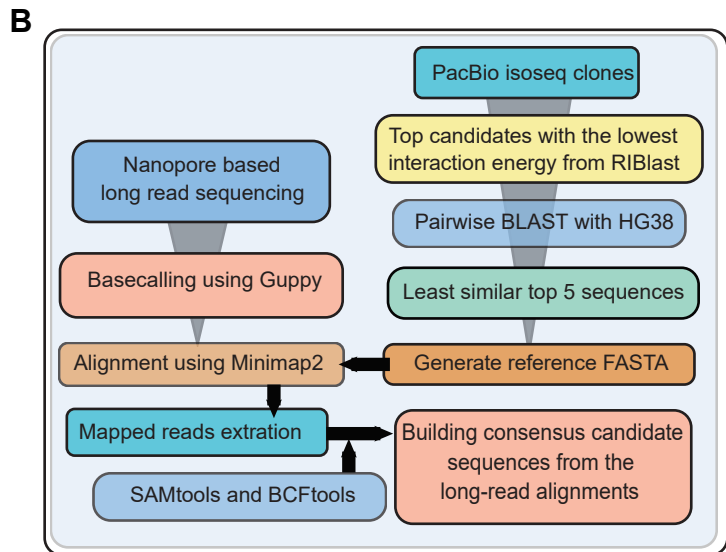 B
PacBio isoseq clones
Top candidates with the lowest
interaction energy from RIBlast
Nanopore based
long read sequencing
Pairwise BLAST with HG38
Basecalling using Guppy
Least similar top 5 sequences
Alignment using Minimap2
Generate reference FASTA
Mapped reads extration
Building consensus candidate
sequences from the
long-read alignments
SAMtools and BCFtools